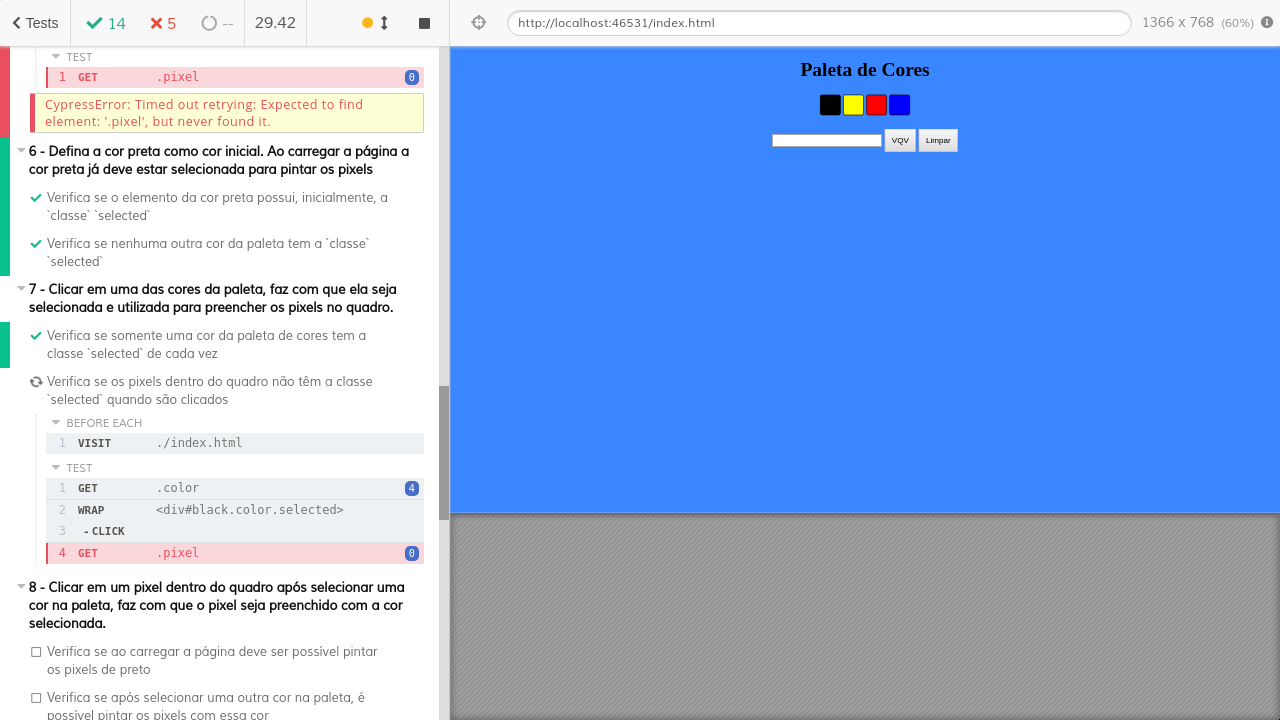 Tests
14
5
--
29.42
http://localhost:46531/index.html
1366 x 768 (60%)
TEST
1 GET .pixel 0
CypressError: Timed out retrying: Expected to find
element: '.pixel', but never found it.
6 - Defina a cor preta como cor inicial. Ao carregar a página a
cor preta já deve estar selecionada para pintar os pixels
Verifica se o elemento da cor preta possui, inicialmente, a
`classe` `selected`
Verifica se nenhuma outra cor da paleta tem a `classe`
`selected`
7 - Clicar em uma das cores da paleta, faz com que ela seja
selecionada e utilizada para preencher os pixels no quadro.
Verifica se somente uma cor da paleta de cores tem a
classe `selected` de cada vez
Verifica se os pixels dentro do quadro não têm a classe
`selected` quando são clicados
BEFORE EACH
1 VISIT ./index.html
TEST
1 GET .color 4
2 WRAP <div#black.color.selected>
3 - CLICK
4 GET .pixel 0
8 - Clicar em um pixel dentro do quadro após selecionar uma
cor na paleta, faz com que o pixel seja preenchido com a cor
selecionada.
Verifica se ao carregar a página deve ser possível pintar
os pixels de preto
Verifica se após selecionar uma outra cor na paleta, é
possível pintar os pixels com essa cor
Paleta de Cores
VQV
Limpar